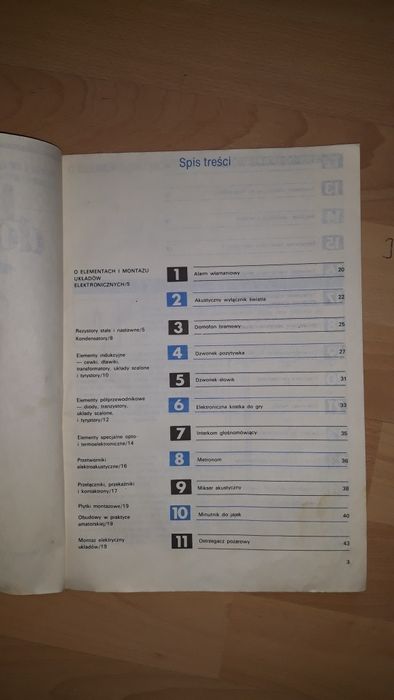 Spis treści
O ELEMENTACH I MONTAŻU
UKŁADÓW
ELEKTRONICZNYCH/5
Rezystory stałe i nastawne/5
Kondensatory/8
Elementy indukcyjne
— cewki, dławiki,
transformatory, układy scalone
i tyrystory/10
Elementy półprzewodnikowe
— diody, tranzystory,
układy scalone,
i tyrystory/12
Elementy specjalne opto-
i termoelektroniczne/14
Przetworniki
elektroakustyczne/16
Przełączniki, przekaźniki
i kontaktrony/17
Płytki montażowe/19
Obudowy w praktyce
amatorskiej/19
Montaż elektryczny
układów/19
1 Alarm włamaniowy 20
2 Akustyczny wyłącznik światła 22
3 Domofon bramowy 25
4 Dzwonek pozytywka 27
5 Dzwonek-słowik 31
6 Elektroniczna kostka do gry 33
7 Interkom głośnomówiący 35
8 Metronom 36
9 Mikser akustyczny 38
10 Minutnik do jajek 40
11 Ostrzegacz pożarowy 43
3
13
14
15